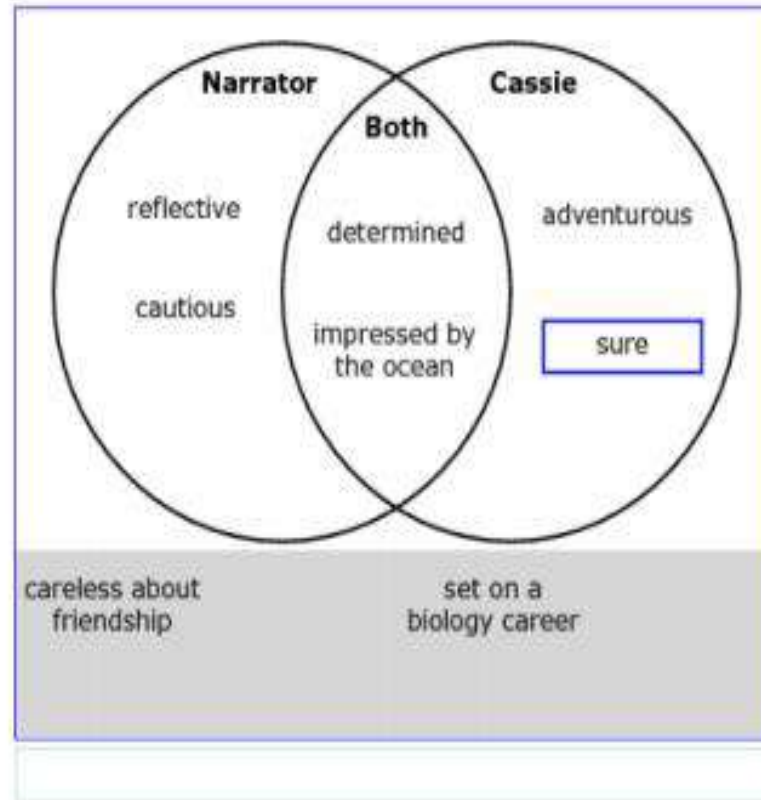 Narrator
Cassie
Both
reflective
cautious
determined
impressed by
the ocean
adventurous
sure
careless about
friendship
set on a
biology career